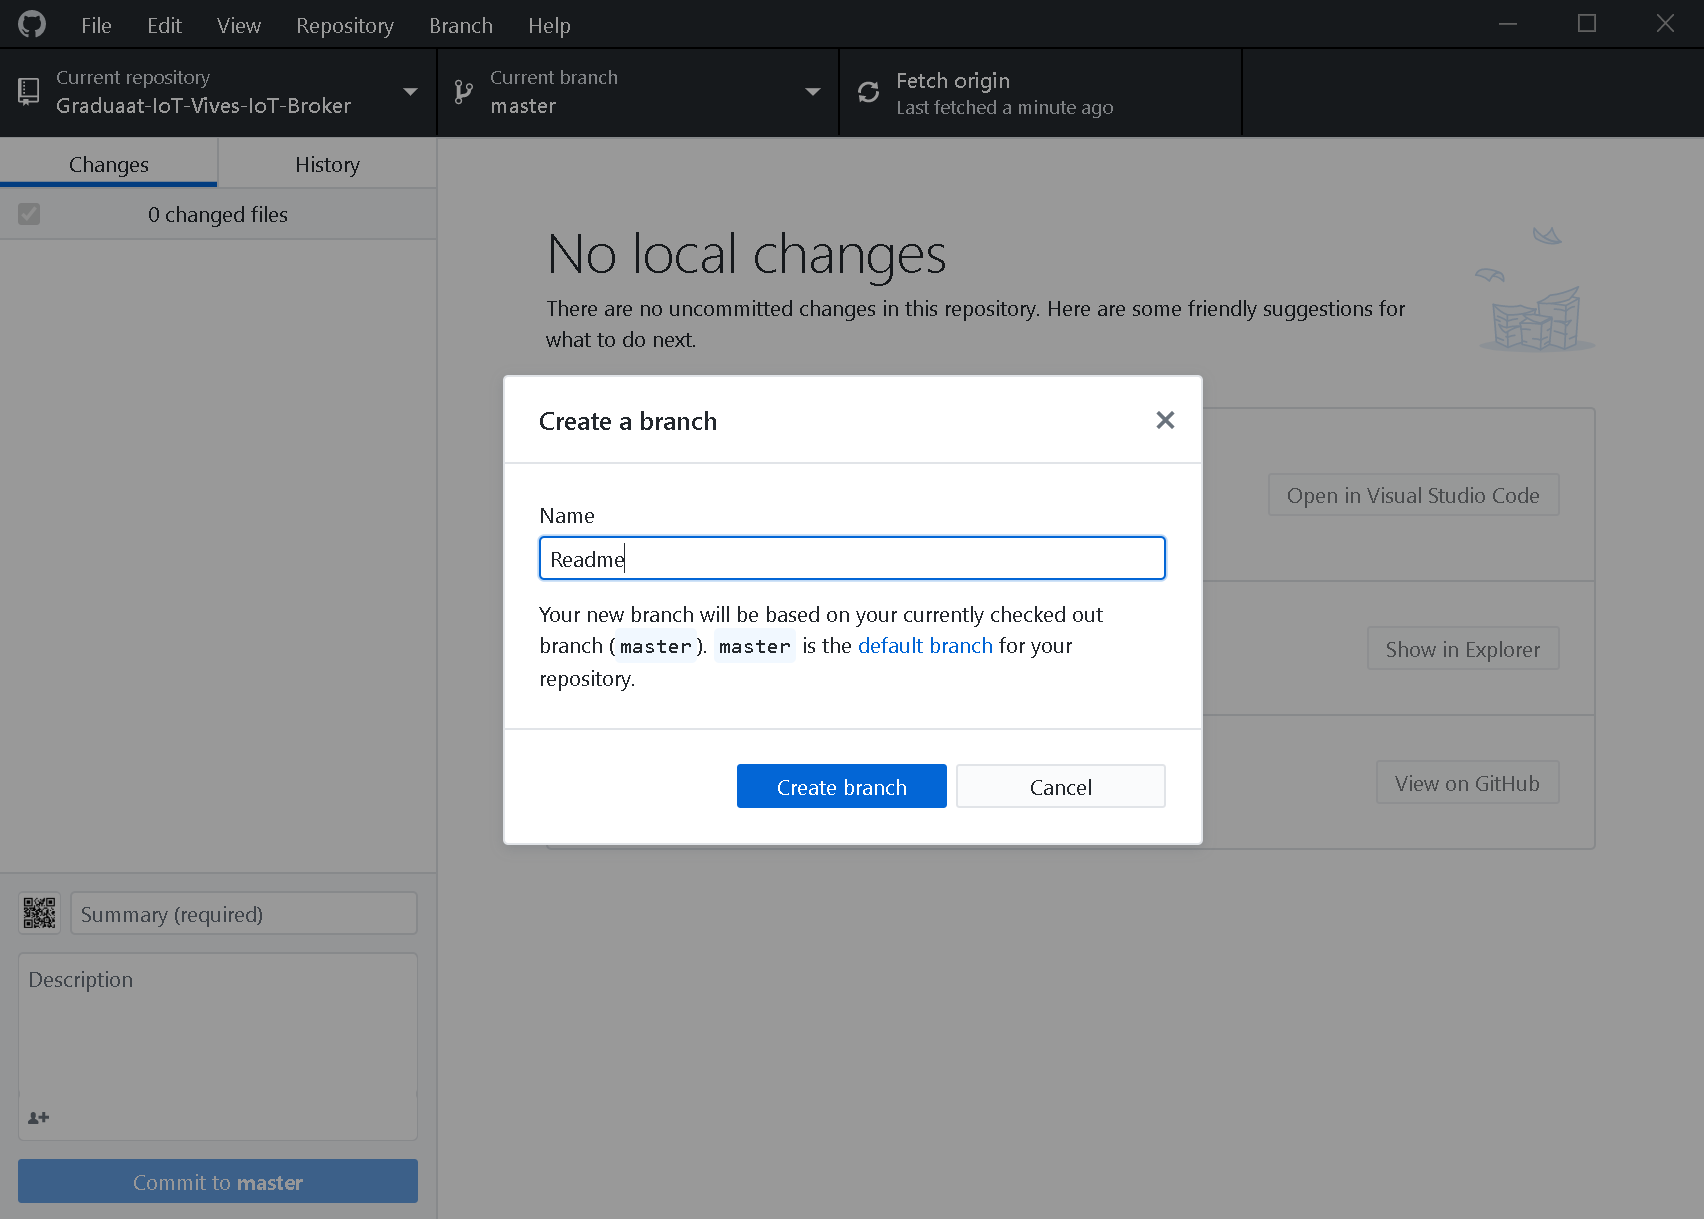 File Edit View Repository Branch Help
Current repository
Graduaat-IoT-Vives-IoT-Broker
Current branch
master
Fetch origin
Last fetched a minute ago
Changes
History
0 changed files
No local changes
There are no uncommitted changes in this repository. Here are some friendly suggestions for
what to do next.
Open in Visual Studio Code
Show in Explorer
View on GitHub
Create a branch
Name
Readme
Your new branch will be based on your currently checked out
branch (master). master is the default branch for your
repository.
Create branch
Cancel
Summary (required)
Description
Commit to master